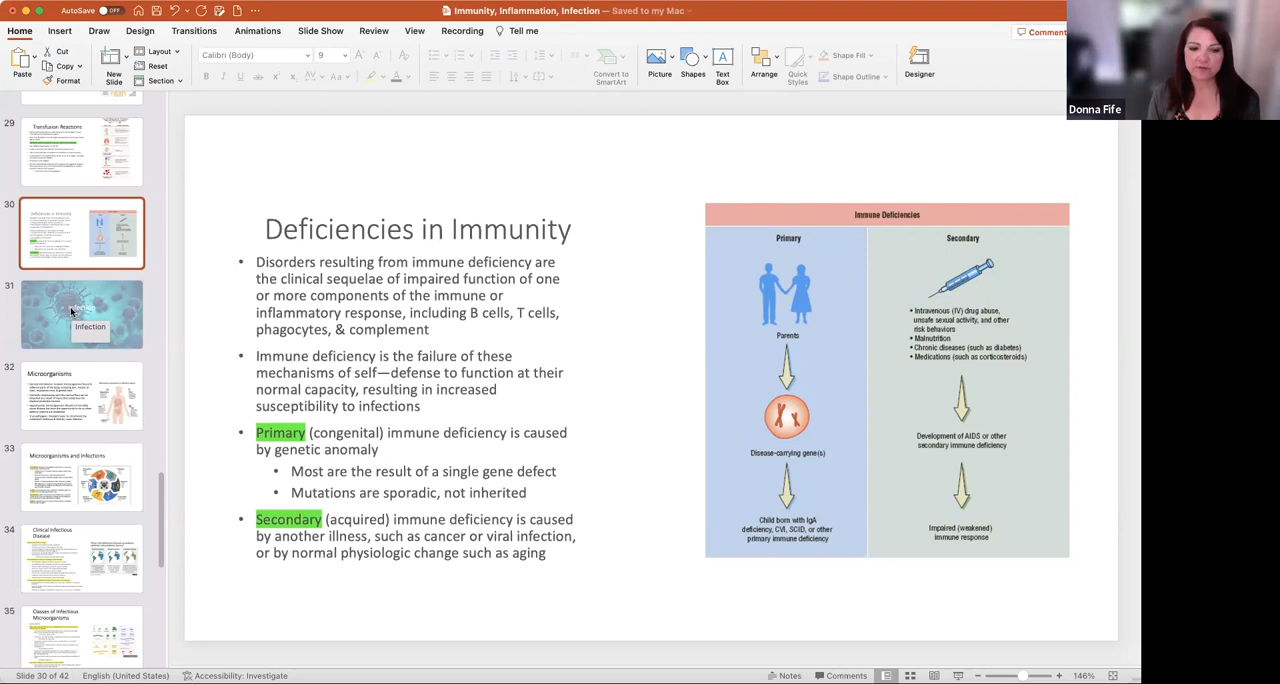 AutoSave OFF
Immunity, Inflammation, Infection — Saved to my Mac
Home Insert Draw Design Transitions Animations Slide Show Review View Recording Tell me
Comment
Paste
Cut
Copy
Format
New
Slide
Layout
Reset
Section
Calibri (Body) 9
Convert to
SmartArt
Picture
Shapes
Text
Box
Arrange
Quick
Styles
Shape Fill
Shape Outline
Designer
Donna Fife
29
Transfusion Reactions
30
Deficiencies in Immunity
31
Infection
Infection
32
Microorganisms
33
Microorganisms and Infections
34
Clinical Infectious
Disease
35
Classes of Infectious
Microorganisms
Deficiencies in Immunity
• Disorders resulting from immune deficiency are
the clinical sequelae of impaired function of one
or more components of the immune or
inflammatory response, including B cells, T cells,
phagocytes, & complement
• Immune deficiency is the failure of these
mechanisms of self—defense to function at their
normal capacity, resulting in increased
susceptibility to infections
• Primary (congenital) immune deficiency is caused
by genetic anomaly
• Most are the result of a single gene defect
• Mutations are sporadic, not inherited
• Secondary (acquired) immune deficiency is caused
by another illness, such as cancer or viral infection,
or by normal physiologic change such as aging
Immune Deficiencies
Primary
Parents
Disease-carrying gene(s)
Child born with IgA
deficiency, CVI, SCID, or other
primary immune deficiency
Secondary
• Intravenous (IV) drug abuse,
unsafe sexual activity, and other
risk behaviors
• Malnutrition
• Chronic diseases (such as diabetes)
• Medications (such as corticosteroids)
Development of AIDS or other
secondary immune deficiency
Impaired (weakened)
immune response
Slide 30 of 42 English (United States) Accessibility: Investigate
Notes Comments 146%